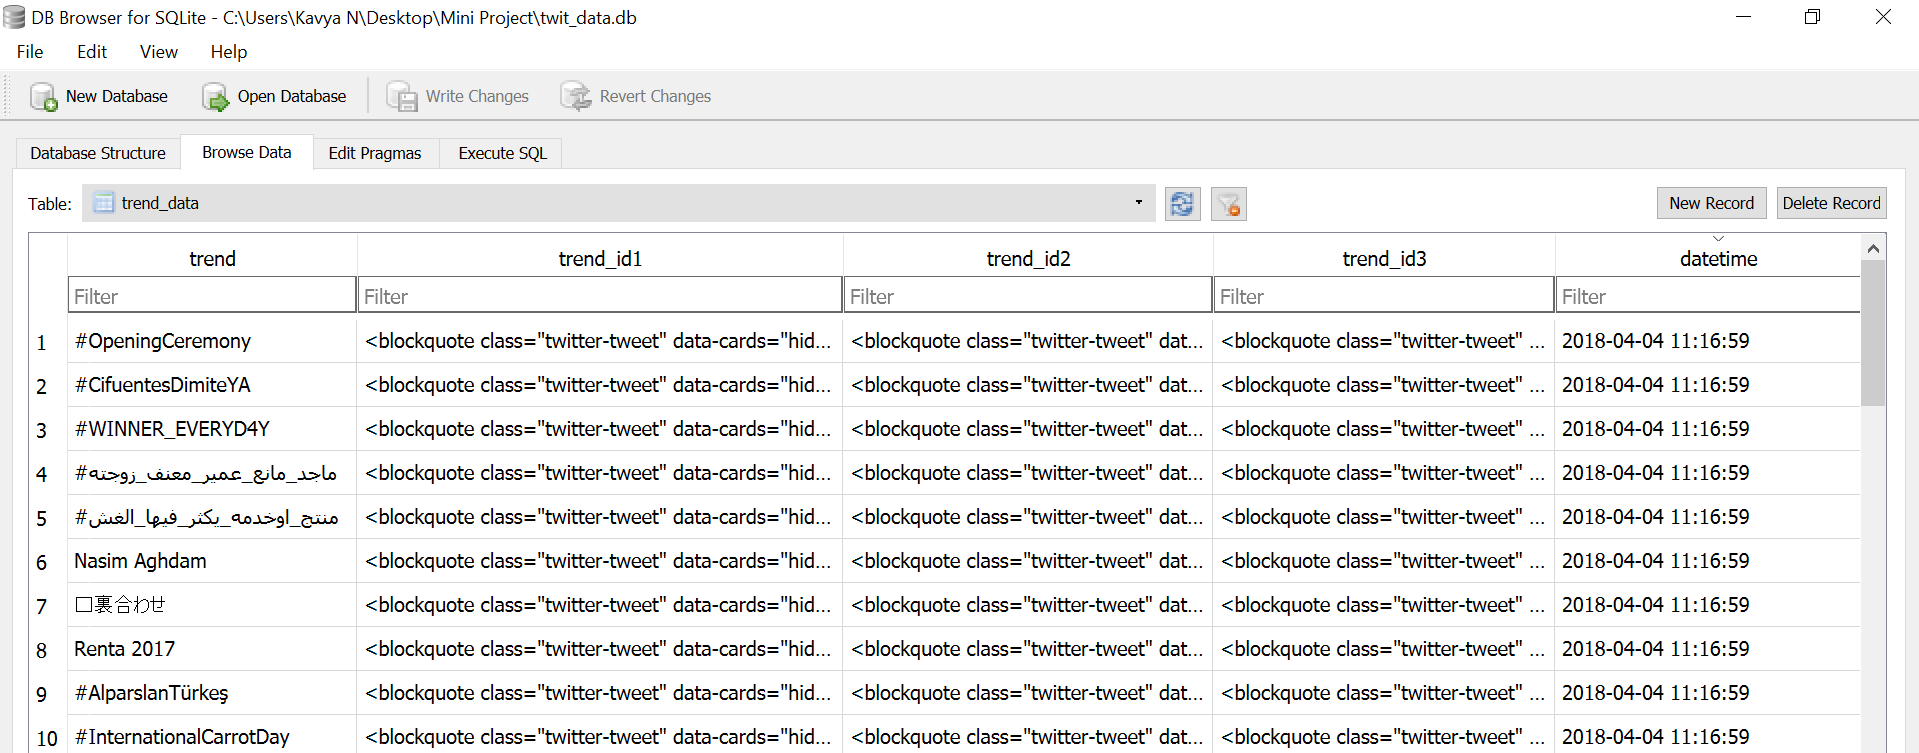 DB Browser for SQLite - C:\Users\Kavya N\Desktop\Mini Project\twit_data.db
File Edit View Help
New Database Open Database Write Changes Revert Changes
Database Structure Browse Data Edit Pragmas Execute SQL
Table: trend_data New Record Delete Record
trend trend_id1 trend_id2 trend_id3 datetime
Filter Filter Filter Filter Filter
1 #OpeningCeremony <blockquote class="twitter-tweet" data-cards="hid... <blockquote class="twitter-tweet" dat... <blockquote class="twitter-tweet" ... 2018-04-04 11:16:59
2 #CifuentesDimiteYA <blockquote class="twitter-tweet" data-cards="hid... <blockquote class="twitter-tweet" dat... <blockquote class="twitter-tweet" ... 2018-04-04 11:16:59
3 #WINNER_EVERYD4Y <blockquote class="twitter-tweet" data-cards="hid... <blockquote class="twitter-tweet" dat... <blockquote class="twitter-tweet" ... 2018-04-04 11:16:59
4 #ماجد_مانع_عمير_معنف_زوجته <blockquote class="twitter-tweet" data-cards="hid... <blockquote class="twitter-tweet" dat... <blockquote class="twitter-tweet" ... 2018-04-04 11:16:59
5 #منتج_اوخدمه_يكثر_فيها_الغش <blockquote class="twitter-tweet" data-cards="hid... <blockquote class="twitter-tweet" dat... <blockquote class="twitter-tweet" ... 2018-04-04 11:16:59
6 Nasim Aghdam <blockquote class="twitter-tweet" data-cards="hid... <blockquote class="twitter-tweet" dat... <blockquote class="twitter-tweet" ... 2018-04-04 11:16:59
7 □裏合わせ <blockquote class="twitter-tweet" data-cards="hid... <blockquote class="twitter-tweet" dat... <blockquote class="twitter-tweet" ... 2018-04-04 11:16:59
8 Renta 2017 <blockquote class="twitter-tweet" data-cards="hid... <blockquote class="twitter-tweet" dat... <blockquote class="twitter-tweet" ... 2018-04-04 11:16:59
9 #AlparslanTürkeş <blockquote class="twitter-tweet" data-cards="hid... <blockquote class="twitter-tweet" dat... <blockquote class="twitter-tweet" ... 2018-04-04 11:16:59
10 #InternationalCarrotDay <blockquote class="twitter-tweet" data-cards="hid... <blockquote class="twitter-tweet" dat... <blockquote class="twitter-tweet" ... 2018-04-04 11:16:59